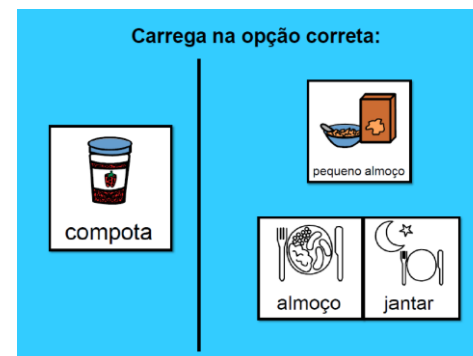 Carrega na opção correta:
compota
pequeno almoço
almoço jantar